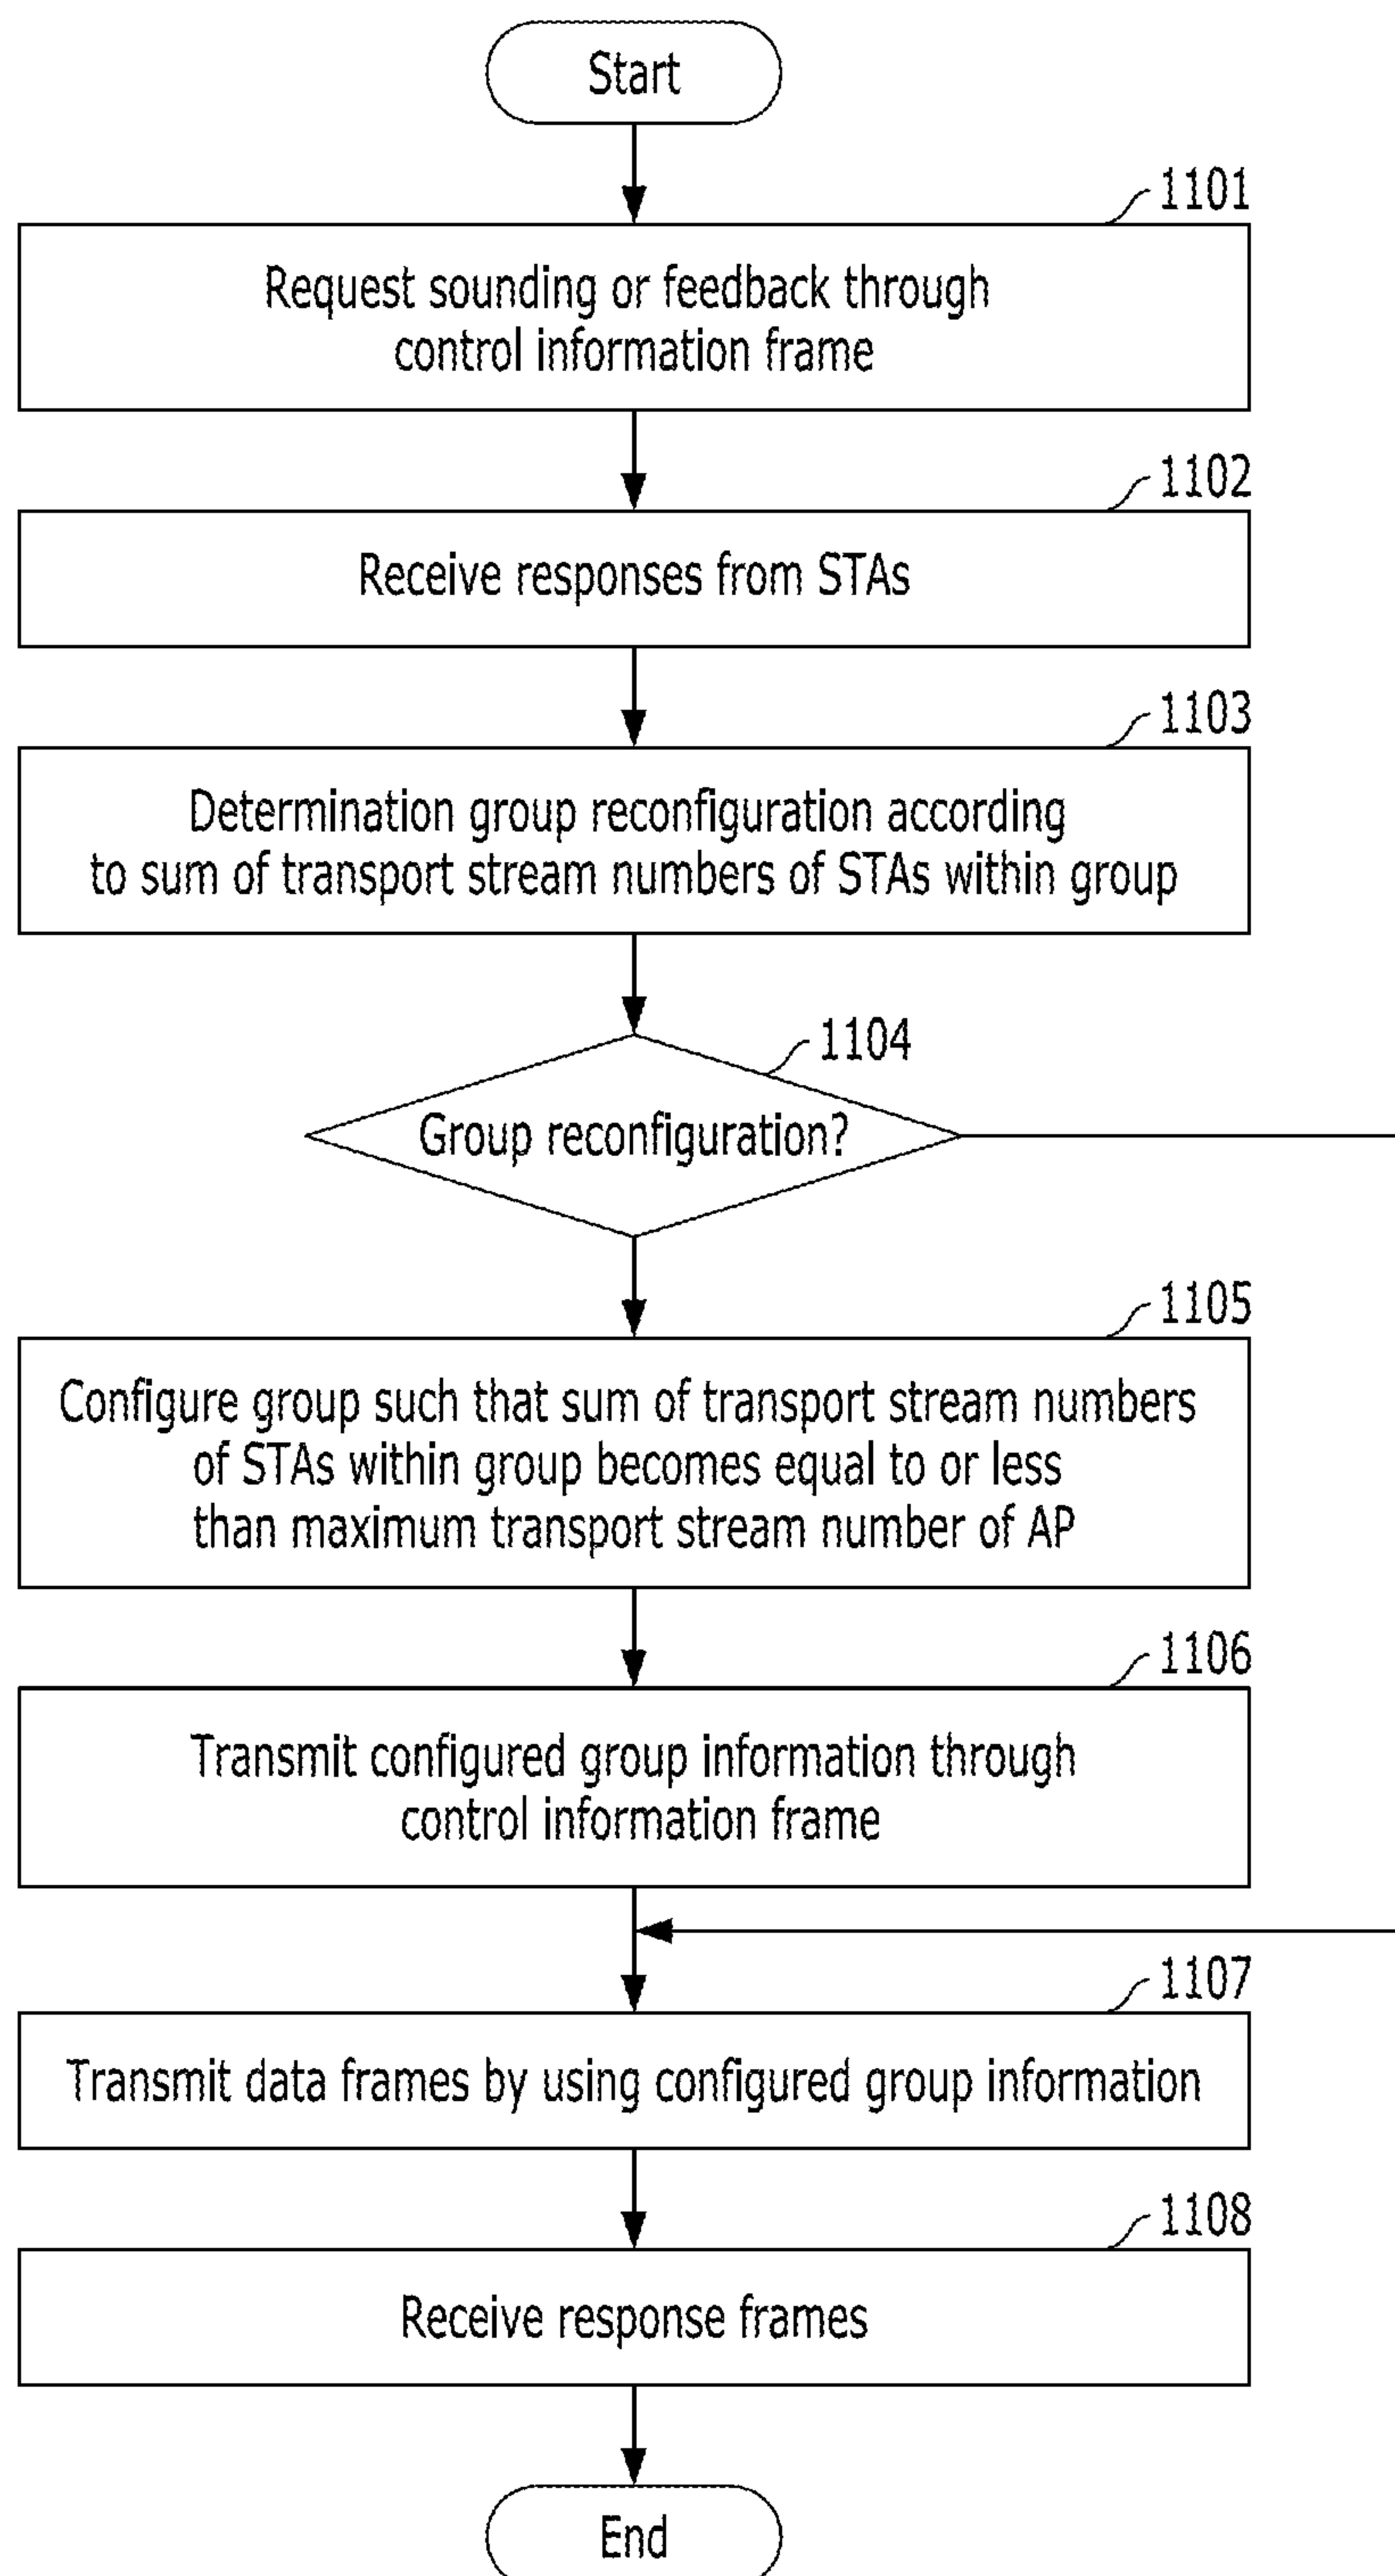 Start
1101
Request sounding or feedback through
control information frame
1102
Receive responses from STAs
1103
Determination group reconfiguration according
to sum of transport stream numbers of STAs within group
1104
Group reconfiguration?
1105
Configure group such that sum of transport stream numbers
of STAs within group becomes equal to or less
than maximum transport stream number of AP
1106
Transmit configured group information through
control information frame
1107
Transmit data frames by using configured group information
1108
Receive response frames
End